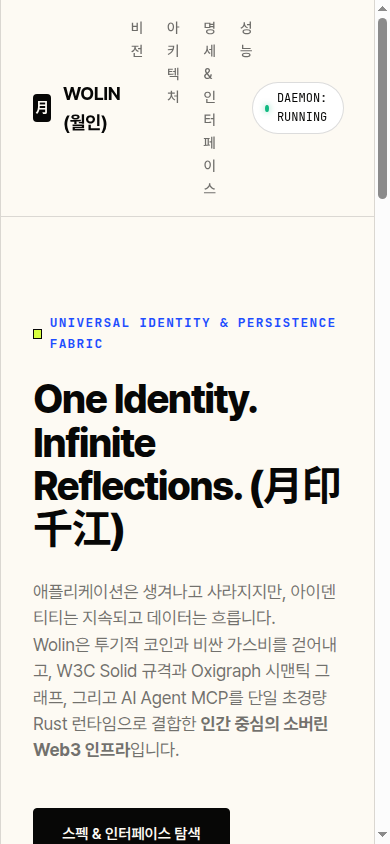 月
WOLIN
(월인)
비전
아키텍처
명세 & 인터페이스
성능
DAEMON:
RUNNING
UNIVERSAL IDENTITY & PERSISTENCE
FABRIC
One Identity.
Infinite
Reflections. (月印
千江)
애플리케이션은 생겨나고 사라지지만, 아이덴
티티는 지속되고 데이터는 흐릅니다.
Wolin은 투기적 코인과 비싼 가스비를 걷어내
고, W3C Solid 규격과 Oxigraph 시맨틱 그
래프, 그리고 AI Agent MCP를 단일 초경량
Rust 런타임으로 결합한 인간 중심의 소버린
Web3 인프라입니다.
스펙 & 인터페이스 탐색